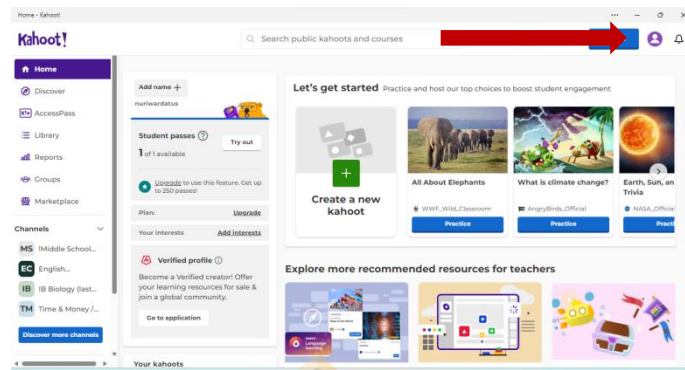 Home - Kahoot!
Kahoot!
Search public kahoots and courses
Home
Discover
AccessPass
Library
Reports
Groups
Marketplace
Channels
MS !Middle School...
EC English...
IB IB Biology (last...
TM Time & Money /...
Discover more channels
Add name +
nuriwardatus
Student passes ?
1 of 1 available
Try out
Upgrade to use this feature. Get up
to 250 passes!
Plan: Upgrade
Your interests Add interests
Verified profile
Become a Verified creator! Offer
your learning resources for sale &
join a global community.
Go to application
Your kahoots
Let's get started Practice and host our top choices to boost student engagement
Create a new
kahoot
All About Elephants
WWF_Wild_Classroom
Practice
What is climate change?
AngryBirds_Official
Practice
Earth, Sun, an
Trivia
NASA_Official
Practi
Explore more recommended resources for teachers
Language
learning